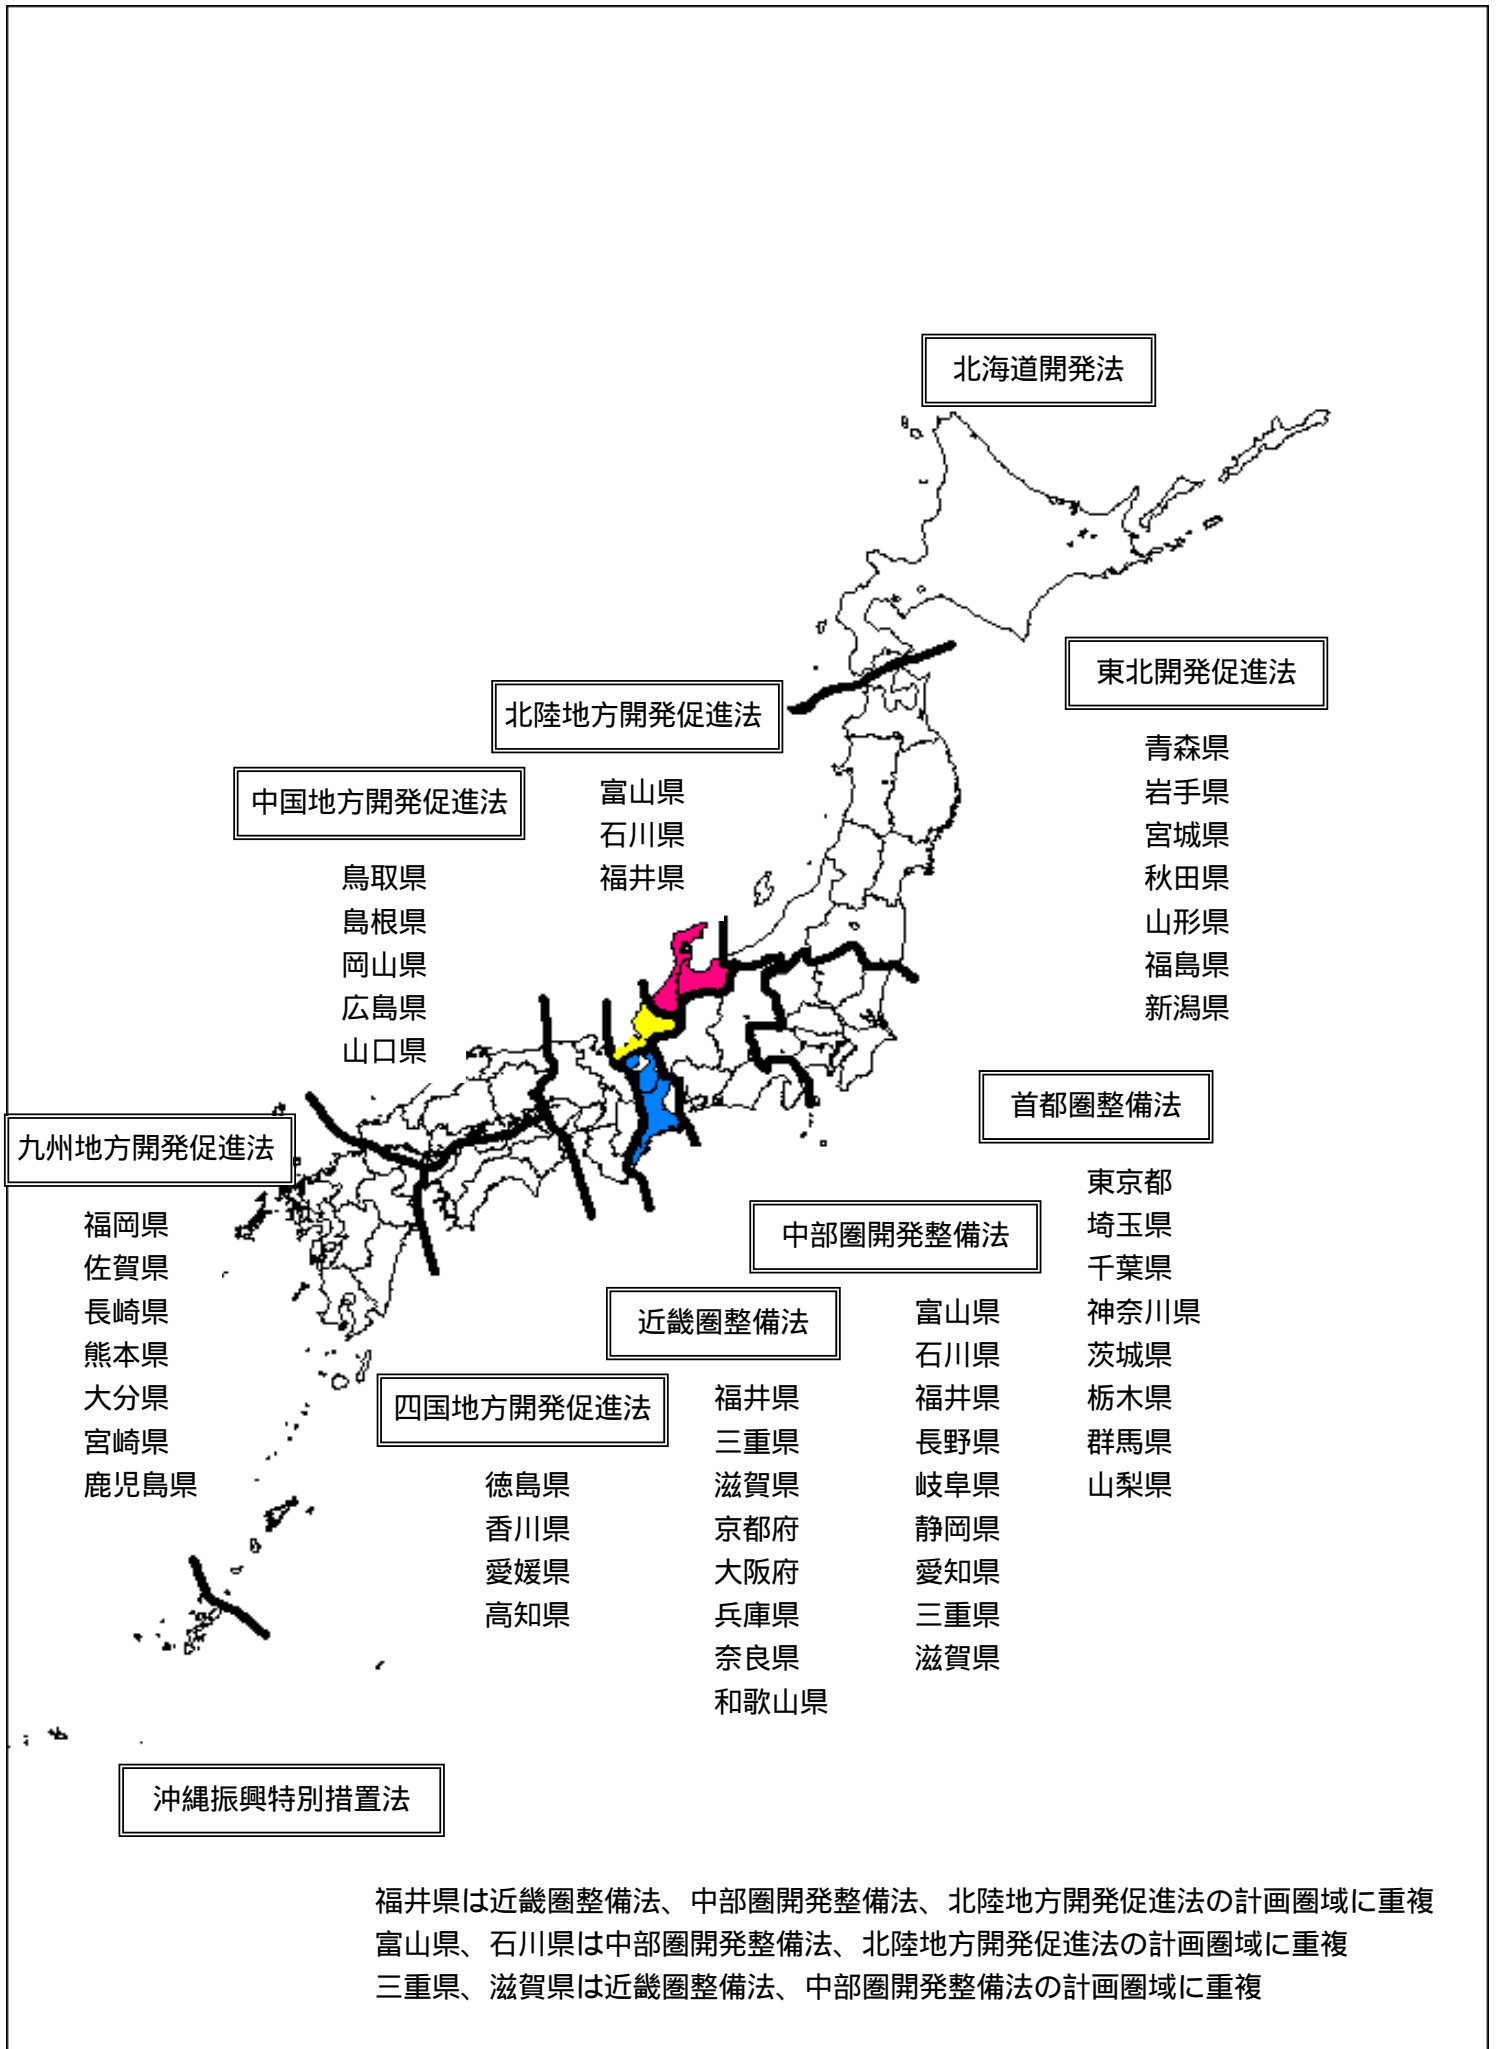 北海道開発法
東北開発促進法
青森県
岩手県
宮城県
秋田県
山形県
福島県
新潟県
北陸地方開発促進法
富山県
石川県
福井県
中国地方開発促進法
鳥取県
島根県
岡山県
広島県
山口県
首都圏整備法
東京都
埼玉県
千葉県
神奈川県
茨城県
栃木県
群馬県
山梨県
九州地方開発促進法
福岡県
佐賀県
長崎県
熊本県
大分県
宮崎県
鹿児島県
中部圏開発整備法
富山県
石川県
福井県
長野県
岐阜県
静岡県
愛知県
三重県
滋賀県
近畿圏整備法
福井県
三重県
滋賀県
京都府
大阪府
兵庫県
奈良県
和歌山県
四国地方開発促進法
徳島県
香川県
愛媛県
高知県
沖縄振興特別措置法
福井県は近畿圏整備法、中部圏開発整備法、北陸地方開発促進法の計画圏域に重複
富山県、石川県は中部圏開発整備法、北陸地方開発促進法の計画圏域に重複
三重県、滋賀県は近畿圏整備法、中部圏開発整備法の計画圏域に重複